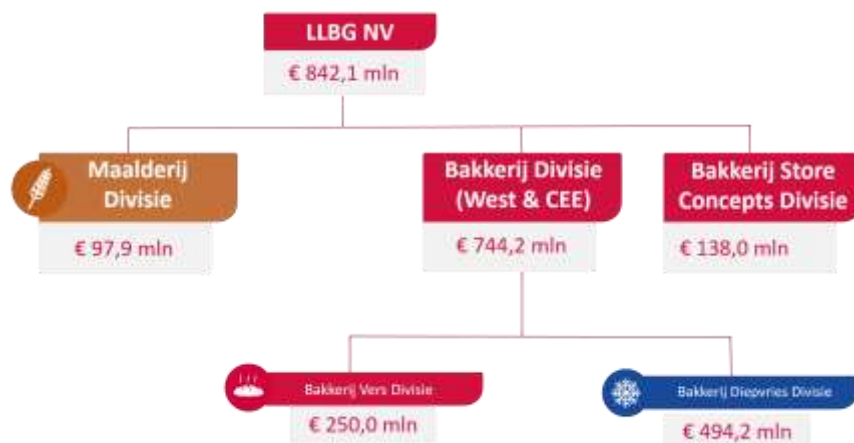 LLBG NV
€ 842,1 mln
Maalderij
Divisie
€ 97,9 mln
Bakkerij Divisie
(West & CEE)
€ 744,2 mln
Bakkerij Store
Concepts Divisie
€ 138,0 mln
Bakkerij Vers Divisie
€ 250,0 mln
Bakkerij Diepvries Divisie
€ 494,2 mln